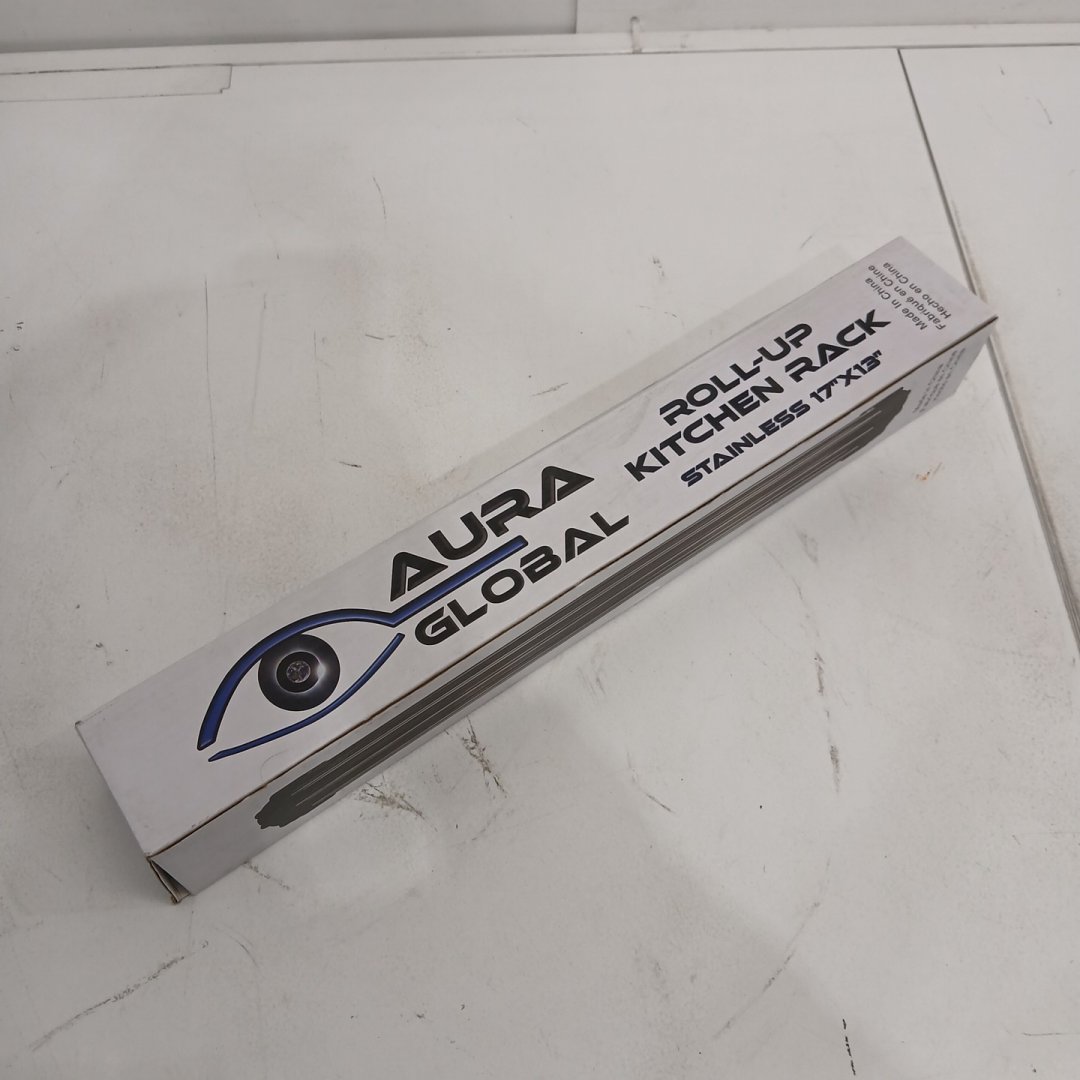 AURA
GLOBAL
ROLL-UP
KITCHEN RACK
STAINLESS 17"X13"
Made In China
Fabriqué en Chine
Hecho en China